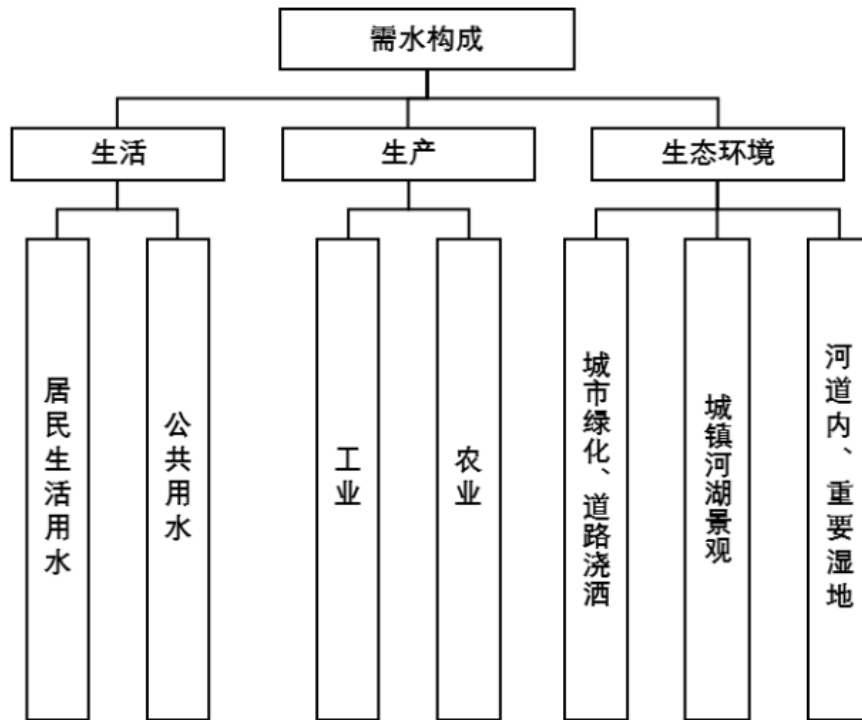 需水构成
生活
生产
生态环境
居民生活用水
公共用水
工业
农业
城市绿化、道路浇洒
城镇河湖景观
河道内、重要湿地